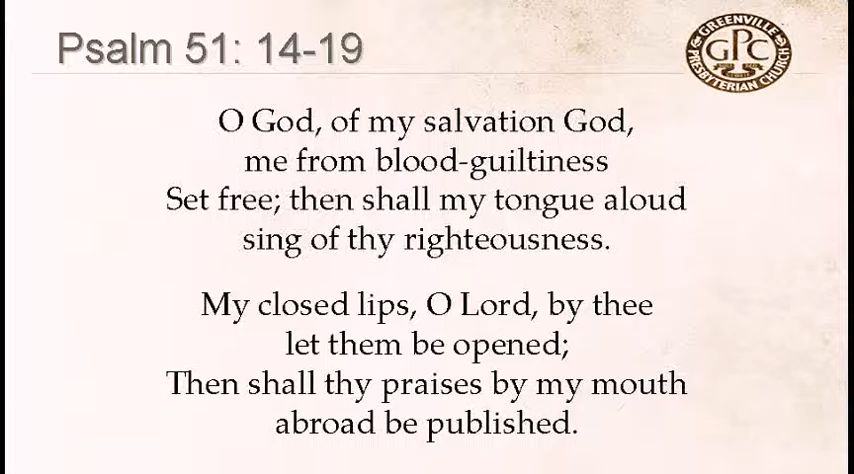 Psalm 51: 14-19
GREENVILLE
GPC
PRESBYTERIAN CHURCH
O God, of my salvation God,
me from blood-guiltiness
Set free; then shall my tongue aloud
sing of thy righteousness.
My closed lips, O Lord, by thee
let them be opened;
Then shall thy praises by my mouth
abroad be published.